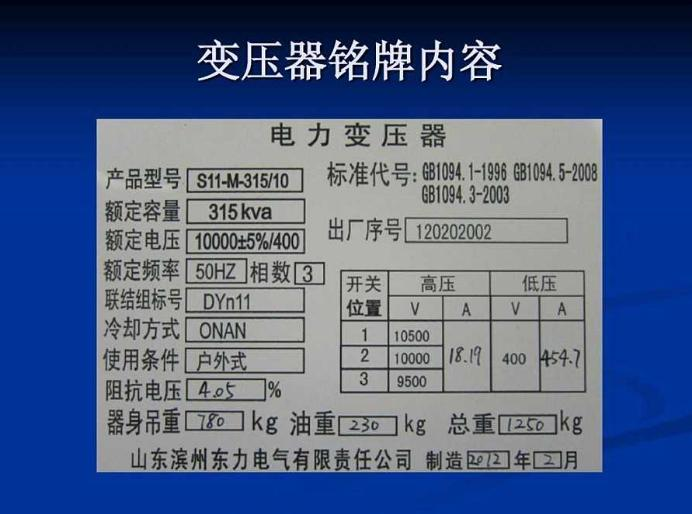 变压器铭牌内容
电力变压器
产品型号 S11-M-315/10
标准代号: GB1094.1-1996 GB1094.5-2008
GB1094.3-2003
额定容量 315kva
额定电压 10000±5%/400
出厂序号 120202002
额定频率 50HZ 相数 3
联结组标号 DYn11
冷却方式 ONAN
使用条件 户外式
阻抗电压 4.05 %
开关位置 高压 低压
V A V A
1 10500
2 10000 18.19 400 454.7
3 9500
器身吊重 780 kg 油重 230 kg 总重 1250 kg
山东滨州东力电气有限责任公司 制造 2012 年 2 月